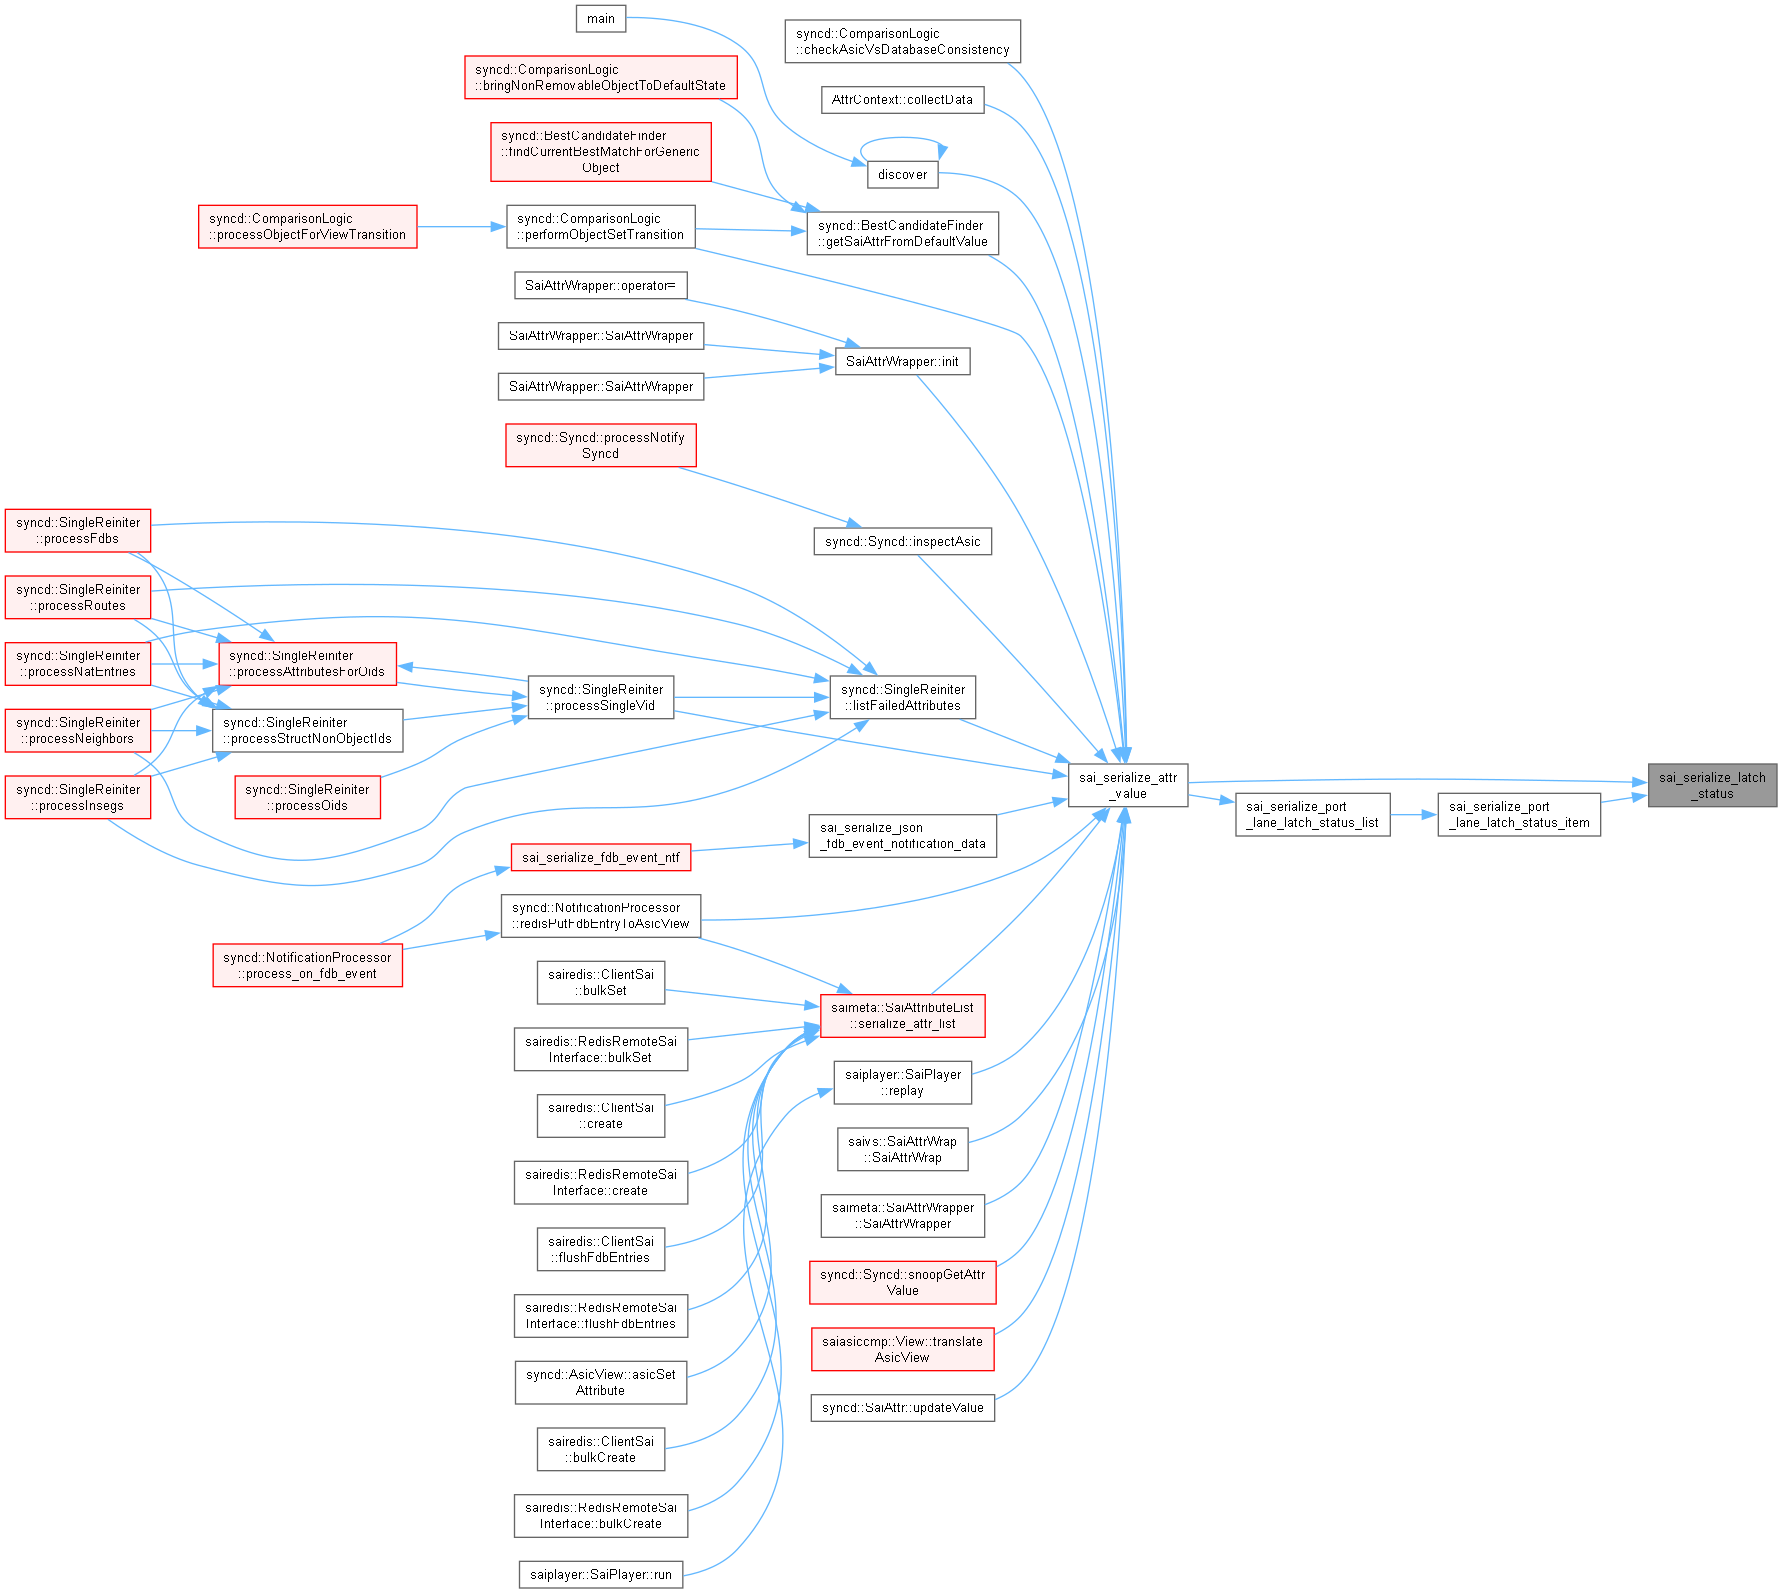 main
syncd::ComparisonLogic
::checkAsicVsDatabaseConsistency
syncd::ComparisonLogic
::bringNonRemovableObjectToDefaultState
AttrContext::collectData
syncd::BestCandidateFinder
::findCurrentBestMatchForGeneric
Object
discover
syncd::ComparisonLogic
::processObjectForViewTransition
syncd::ComparisonLogic
::performObjectSetTransition
syncd::BestCandidateFinder
::getSaiAttrFromDefaultValue
SaiAttrWrapper::operator=
SaiAttrWrapper::SaiAttrWrapper
SaiAttrWrapper::init
SaiAttrWrapper::SaiAttrWrapper
syncd::Syncd::processNotify
Syncd
syncd::Syncd::inspectAsic
syncd::SingleReiniter
::processFdbs
syncd::SingleReiniter
::processRoutes
syncd::SingleReiniter
::processNatEntries
syncd::SingleReiniter
::processAttributesForOids
syncd::SingleReiniter
::processSingleVid
syncd::SingleReiniter
::listFailedAttributes
syncd::SingleReiniter
::processNeighbors
syncd::SingleReiniter
::processStructNonObjectIds
syncd::SingleReiniter
::processInsegs
syncd::SingleReiniter
::processOids
sai_serialize_attr
_value
sai_serialize_latch
_status
sai_serialize_port
_lane_latch_status_list
sai_serialize_port
_lane_latch_status_item
sai_serialize_json
_fdb_event_notification_data
sai_serialize_fdb_event_ntf
syncd::NotificationProcessor
::redisPutFdbEntryToAsicView
syncd::NotificationProcessor
::process_on_fdb_event
sairedis::ClientSai
::bulkSet
saimeta::SaiAttributeList
::serialize_attr_list
sairedis::RedisRemoteSai
Interface::bulkSet
saiplayer::SaiPlayer
::replay
sairedis::ClientSai
::create
saivs::SaiAttrWrap
::SaiAttrWrap
sairedis::RedisRemoteSai
Interface::create
saimeta::SaiAttrWrapper
::SaiAttrWrapper
sairedis::ClientSai
::flushFdbEntries
syncd::Syncd::snoopGetAttr
Value
sairedis::RedisRemoteSai
Interface::flushFdbEntries
saiasiccmp::View::translate
AsicView
syncd::AsicView::asicSet
Attribute
syncd::SaiAttr::updateValue
sairedis::ClientSai
::bulkCreate
sairedis::RedisRemoteSai
Interface::bulkCreate
saiplayer::SaiPlayer::run